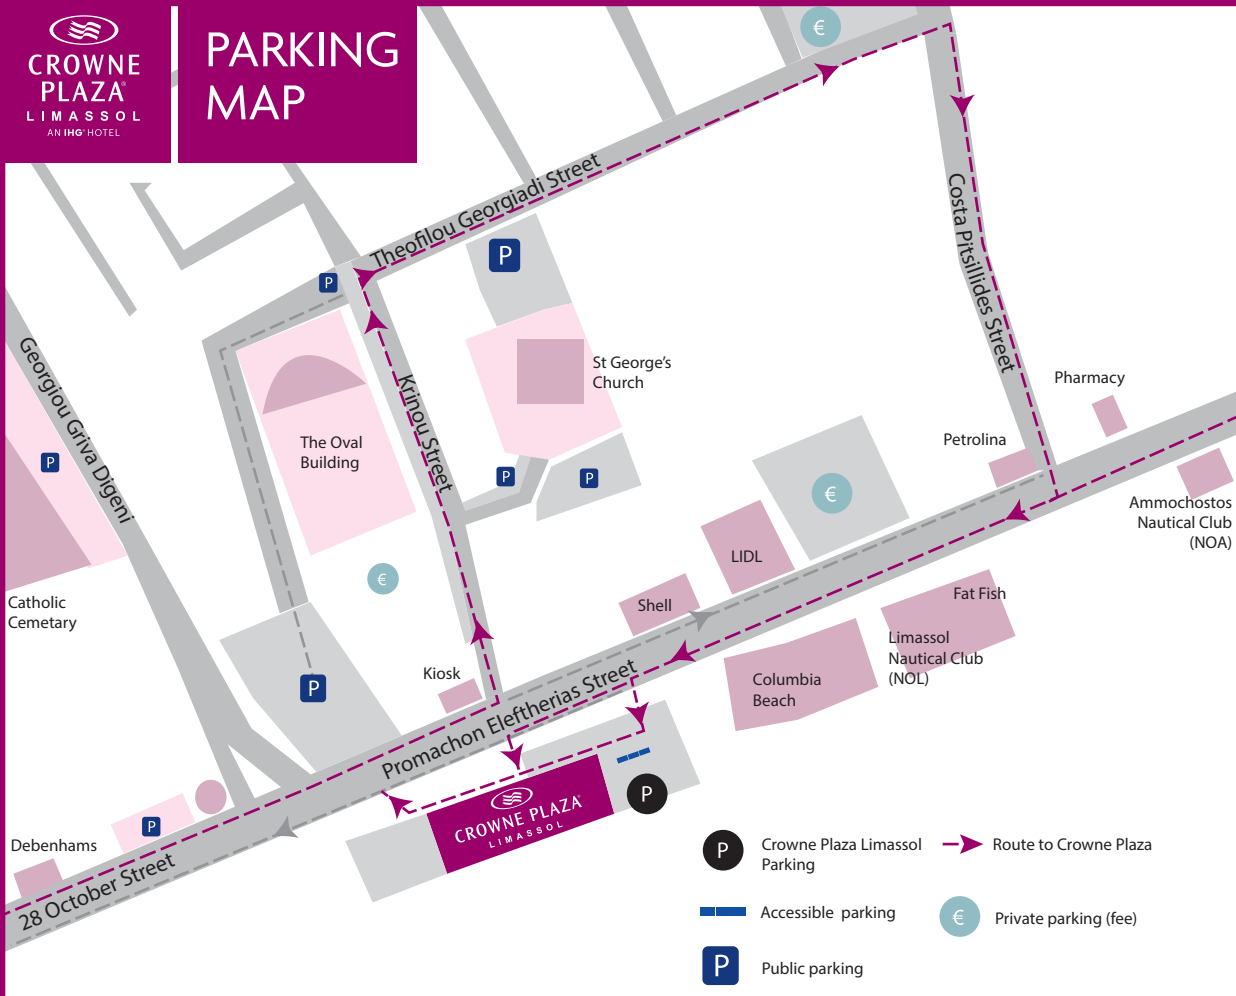 CROWNE
PLAZA
LIMASSOL
AN IHG® HOTEL
PARKING
MAP
€
Theofilou Georgiadi Street
P
P
Costa Pitsillides Street
Georgiou Griva Digeni
St George's
Church
Krinou Street
Pharmacy
The Oval
Building
Petrolina
P
P
P
€
Ammochostos
Nautical Club
(NOA)
LIDL
€
Catholic
Cemetary
Shell
Fat Fish
Limassol
Nautical Club
(NOL)
Kiosk
P
Columbia
Beach
Promachon Eleftherias Street
P
CROWNE PLAZA®
LIMASSOL
P
Debenhams
28 October Street
P Crowne Plaza Limassol
Parking
Route to Crowne Plaza
Accessible parking
€ Private parking (fee)
P Public parking